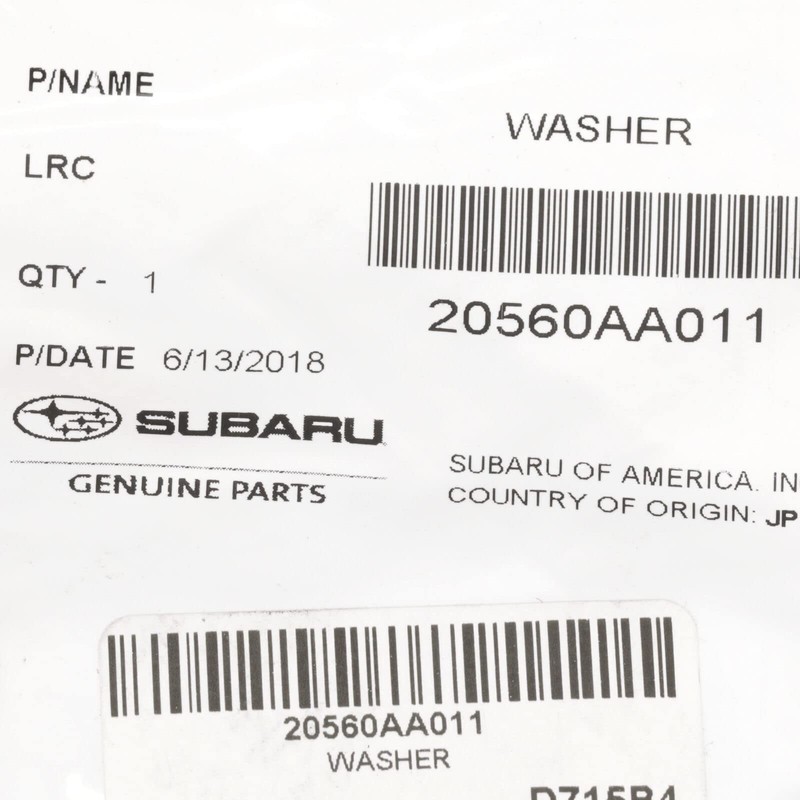 P/NAME
WASHER
LRC
QTY - 1
20560AA011
P/DATE 6/13/2018
SUBARU
GENUINE PARTS
SUBARU OF AMERICA. IN
COUNTRY OF ORIGIN: JP
20560AA011
WASHER